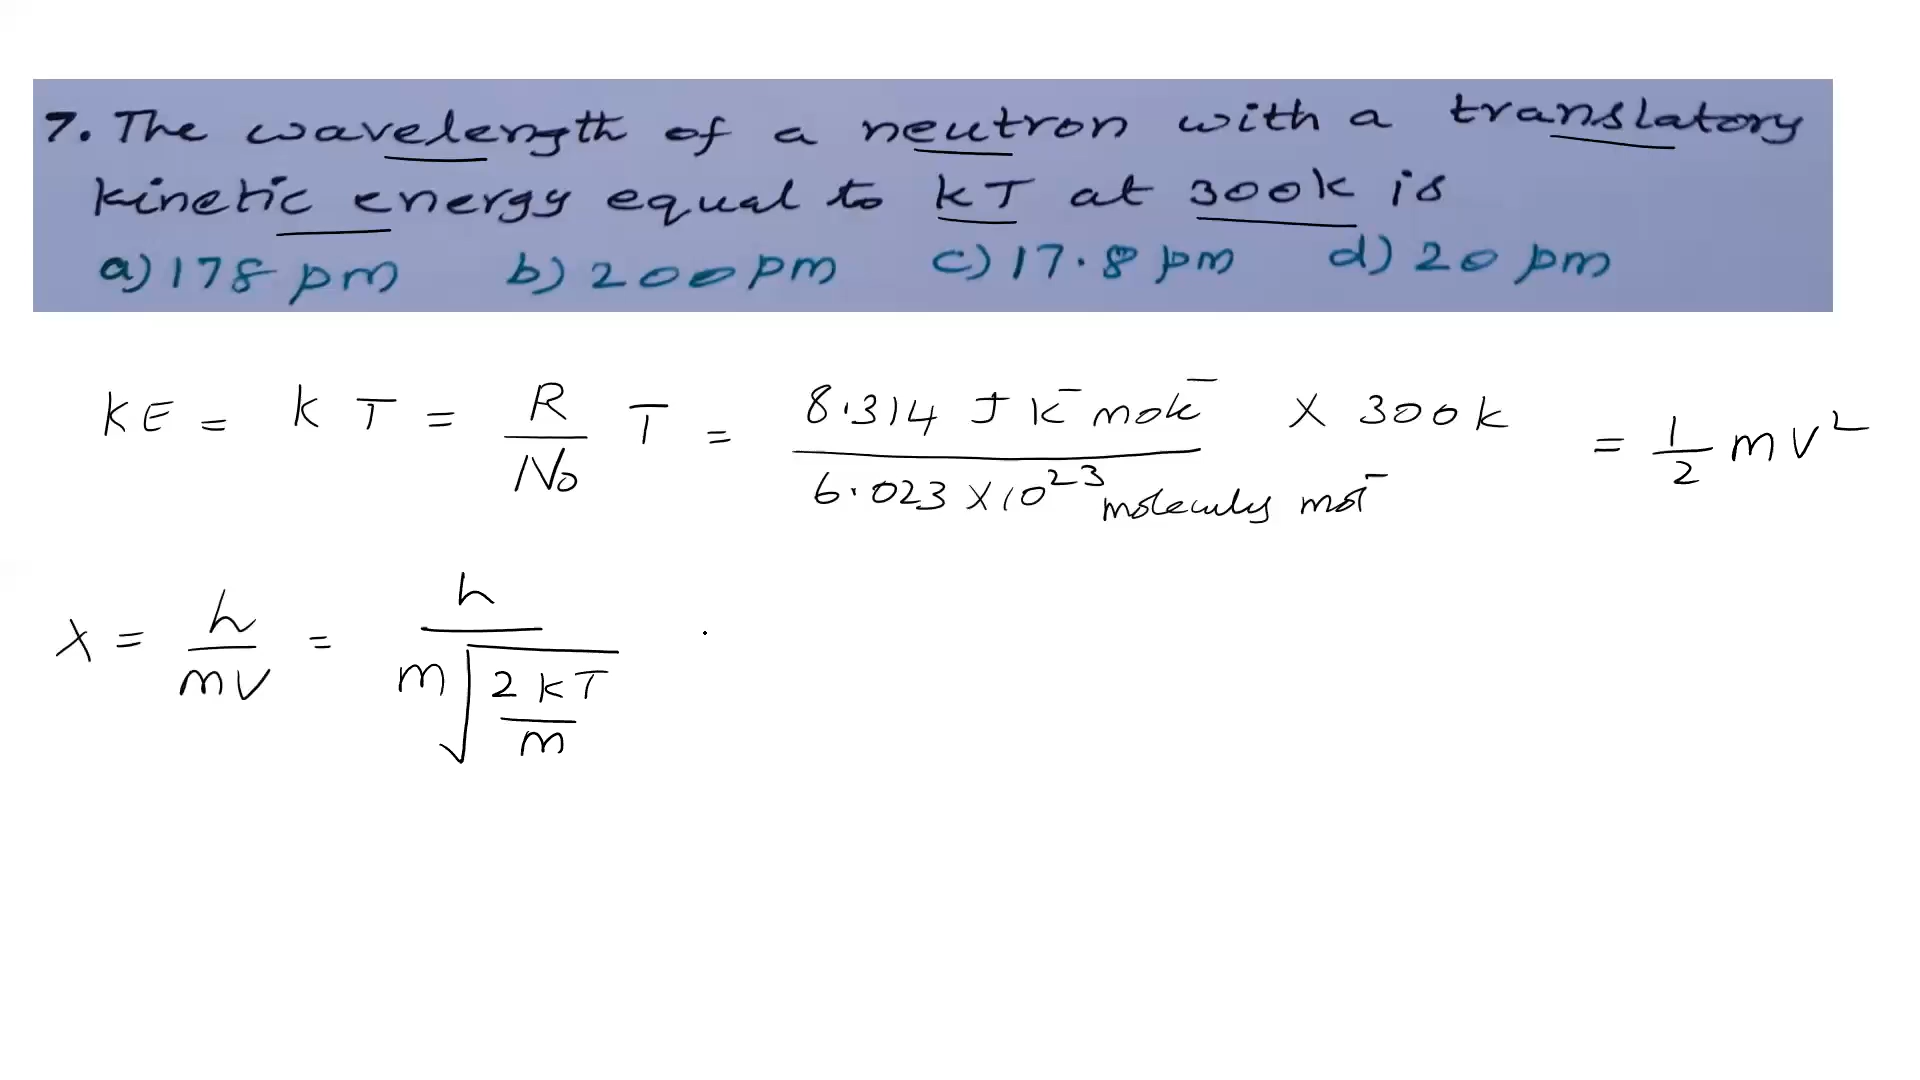 7. The wavelength of a neutron with a translatory
kinetic energy equal to kT at 300k is
a) 178 pm b) 200 pm c) 17.8 pm d) 20 pm
KE = kT = R/N₀ T = 8.314 J K⁻ mol⁻ / 6.023 × 10²³ molecules mol⁻ × 300k = 1/2 mv²
λ = h/mv = h / m√(2kT/m)